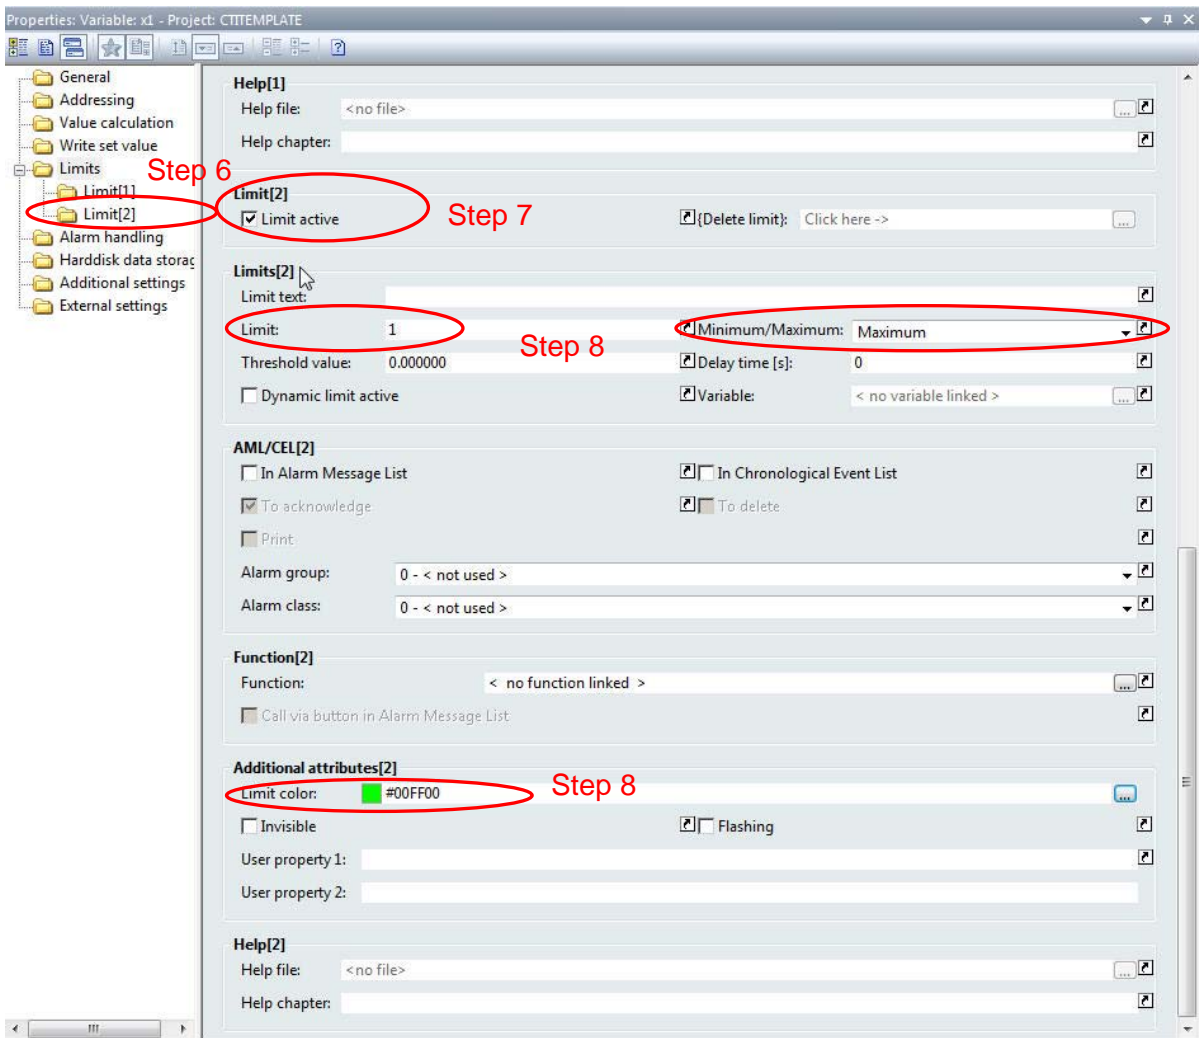 Properties: Variable: x1 - Project: CTITEMPLATE
General
Addressing
Value calculation
Write set value
Limits
Step 6
Limit[1]
Limit[2]
Alarm handling
Harddisk data storag
Additional settings
External settings
Help[1]
Help file: <no file> ...
Help chapter:
Limit[2]
Limit active
Step 7
{Delete limit}: Click here -> ...
Limits[2]
Limit text:
Limit: 1
Step 8
Minimum/Maximum: Maximum
Threshold value: 0.000000
Delay time [s]: 0
Dynamic limit active
Variable: < no variable linked > ...
AML/CEL[2]
In Alarm Message List
In Chronological Event List
To acknowledge
To delete
Print
Alarm group: 0 - < not used >
Alarm class: 0 - < not used >
Function[2]
Function: < no function linked > ...
Call via button in Alarm Message List
Additional attributes[2]
Limit color: #00FF00 ...
Step 8
Invisible
Flashing
User property 1:
User property 2:
Help[2]
Help file: <no file> ...
Help chapter: